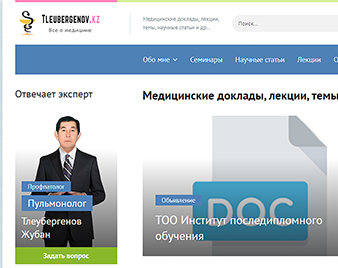 TLEUBERGENOV.KZ
Все о медицине
Медицинские доклады, лекции,
темы, научные статьи и др...
Поиск...
Обо мне
Семинары
Научные статьи
Лекции
Отвечает эксперт
Профпатолог
Пульмонолог
Тлеубергенов
Жубан
Задать вопрос
Медицинские доклады, лекции, темы
DOC
Объявление
ТОО Институт последипломного
обучения